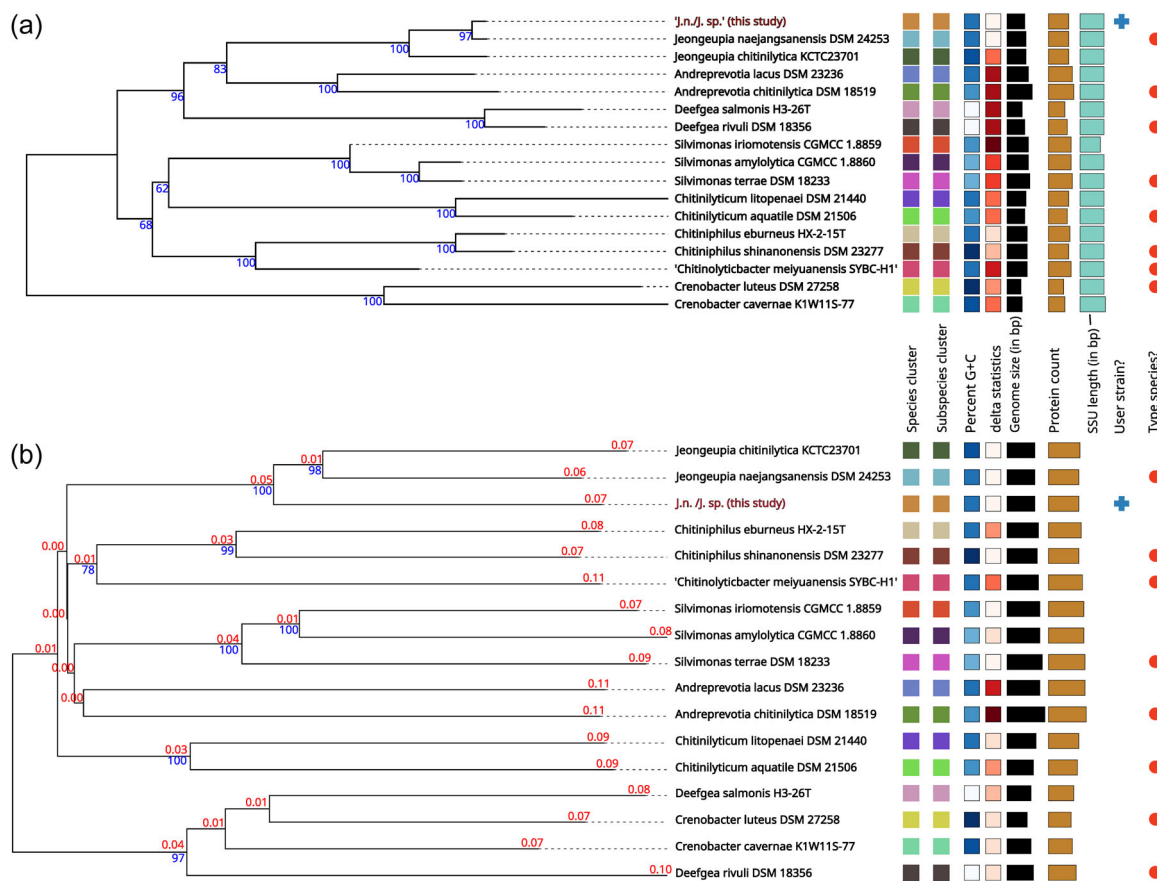 (a)
'J.n./J. sp.' (this study)
97
Jeongeupia naejangsanensis DSM 24253
100
Jeongeupia chitinilytica KCTC23701
83
Andreprevotia lacus DSM 23236
100
Andreprevotia chitinilytica DSM 18519
96
Deefgea salmonis H3-26T
100
Deefgea rivuli DSM 18356
Silvimonas iriomotensis CGMCC 1.8859
Silvimonas amylolytica CGMCC 1.8860
100
100
Silvimonas terrae DSM 18233
62
Chitinilyticum litopenaei DSM 21440
100
Chitinilyticum aquatile DSM 21506
68
Chitiniphilus eburneus HX-2-15T
100
Chitiniphilus shinanonensis DSM 23277
100
'Chitinolyticbacter meiyuanensis SYBC-H1'
Crenobacter luteus DSM 27258
100
Crenobacter cavernae K1W11S-77
Species cluster
Subspecies cluster
Percent G+C
delta statistics
Genome size (in bp)
Protein count
SSU length (in bp)
User strain?
Type species?
(b)
0.07
Jeongeupia chitinilytica KCTC23701
0.01
98
0.06
Jeongeupia naejangsanensis DSM 24253
0.05
100
0.07
J.n./J. sp. (this study)
0.00
0.08
Chitiniphilus eburneus HX-2-15T
0.03
99
0.07
Chitiniphilus shinanonensis DSM 23277
0.01
78
0.11
'Chitinolyticbacter meiyuanensis SYBC-H1'
0.00
0.07
Silvimonas iriomotensis CGMCC 1.8859
0.01
100
0.08
Silvimonas amylolytica CGMCC 1.8860
0.04
100
0.09
Silvimonas terrae DSM 18233
0.01
0.00
0.11
Andreprevotia lacus DSM 23236
0.00
0.11
Andreprevotia chitinilytica DSM 18519
0.09
Chitinilyticum litopenaei DSM 21440
0.03
100
0.09
Chitinilyticum aquatile DSM 21506
0.08
Deefgea salmonis H3-26T
0.01
0.07
Crenobacter luteus DSM 27258
0.01
0.07
Crenobacter cavernae K1W11S-77
0.04
97
0.10
Deefgea rivuli DSM 18356